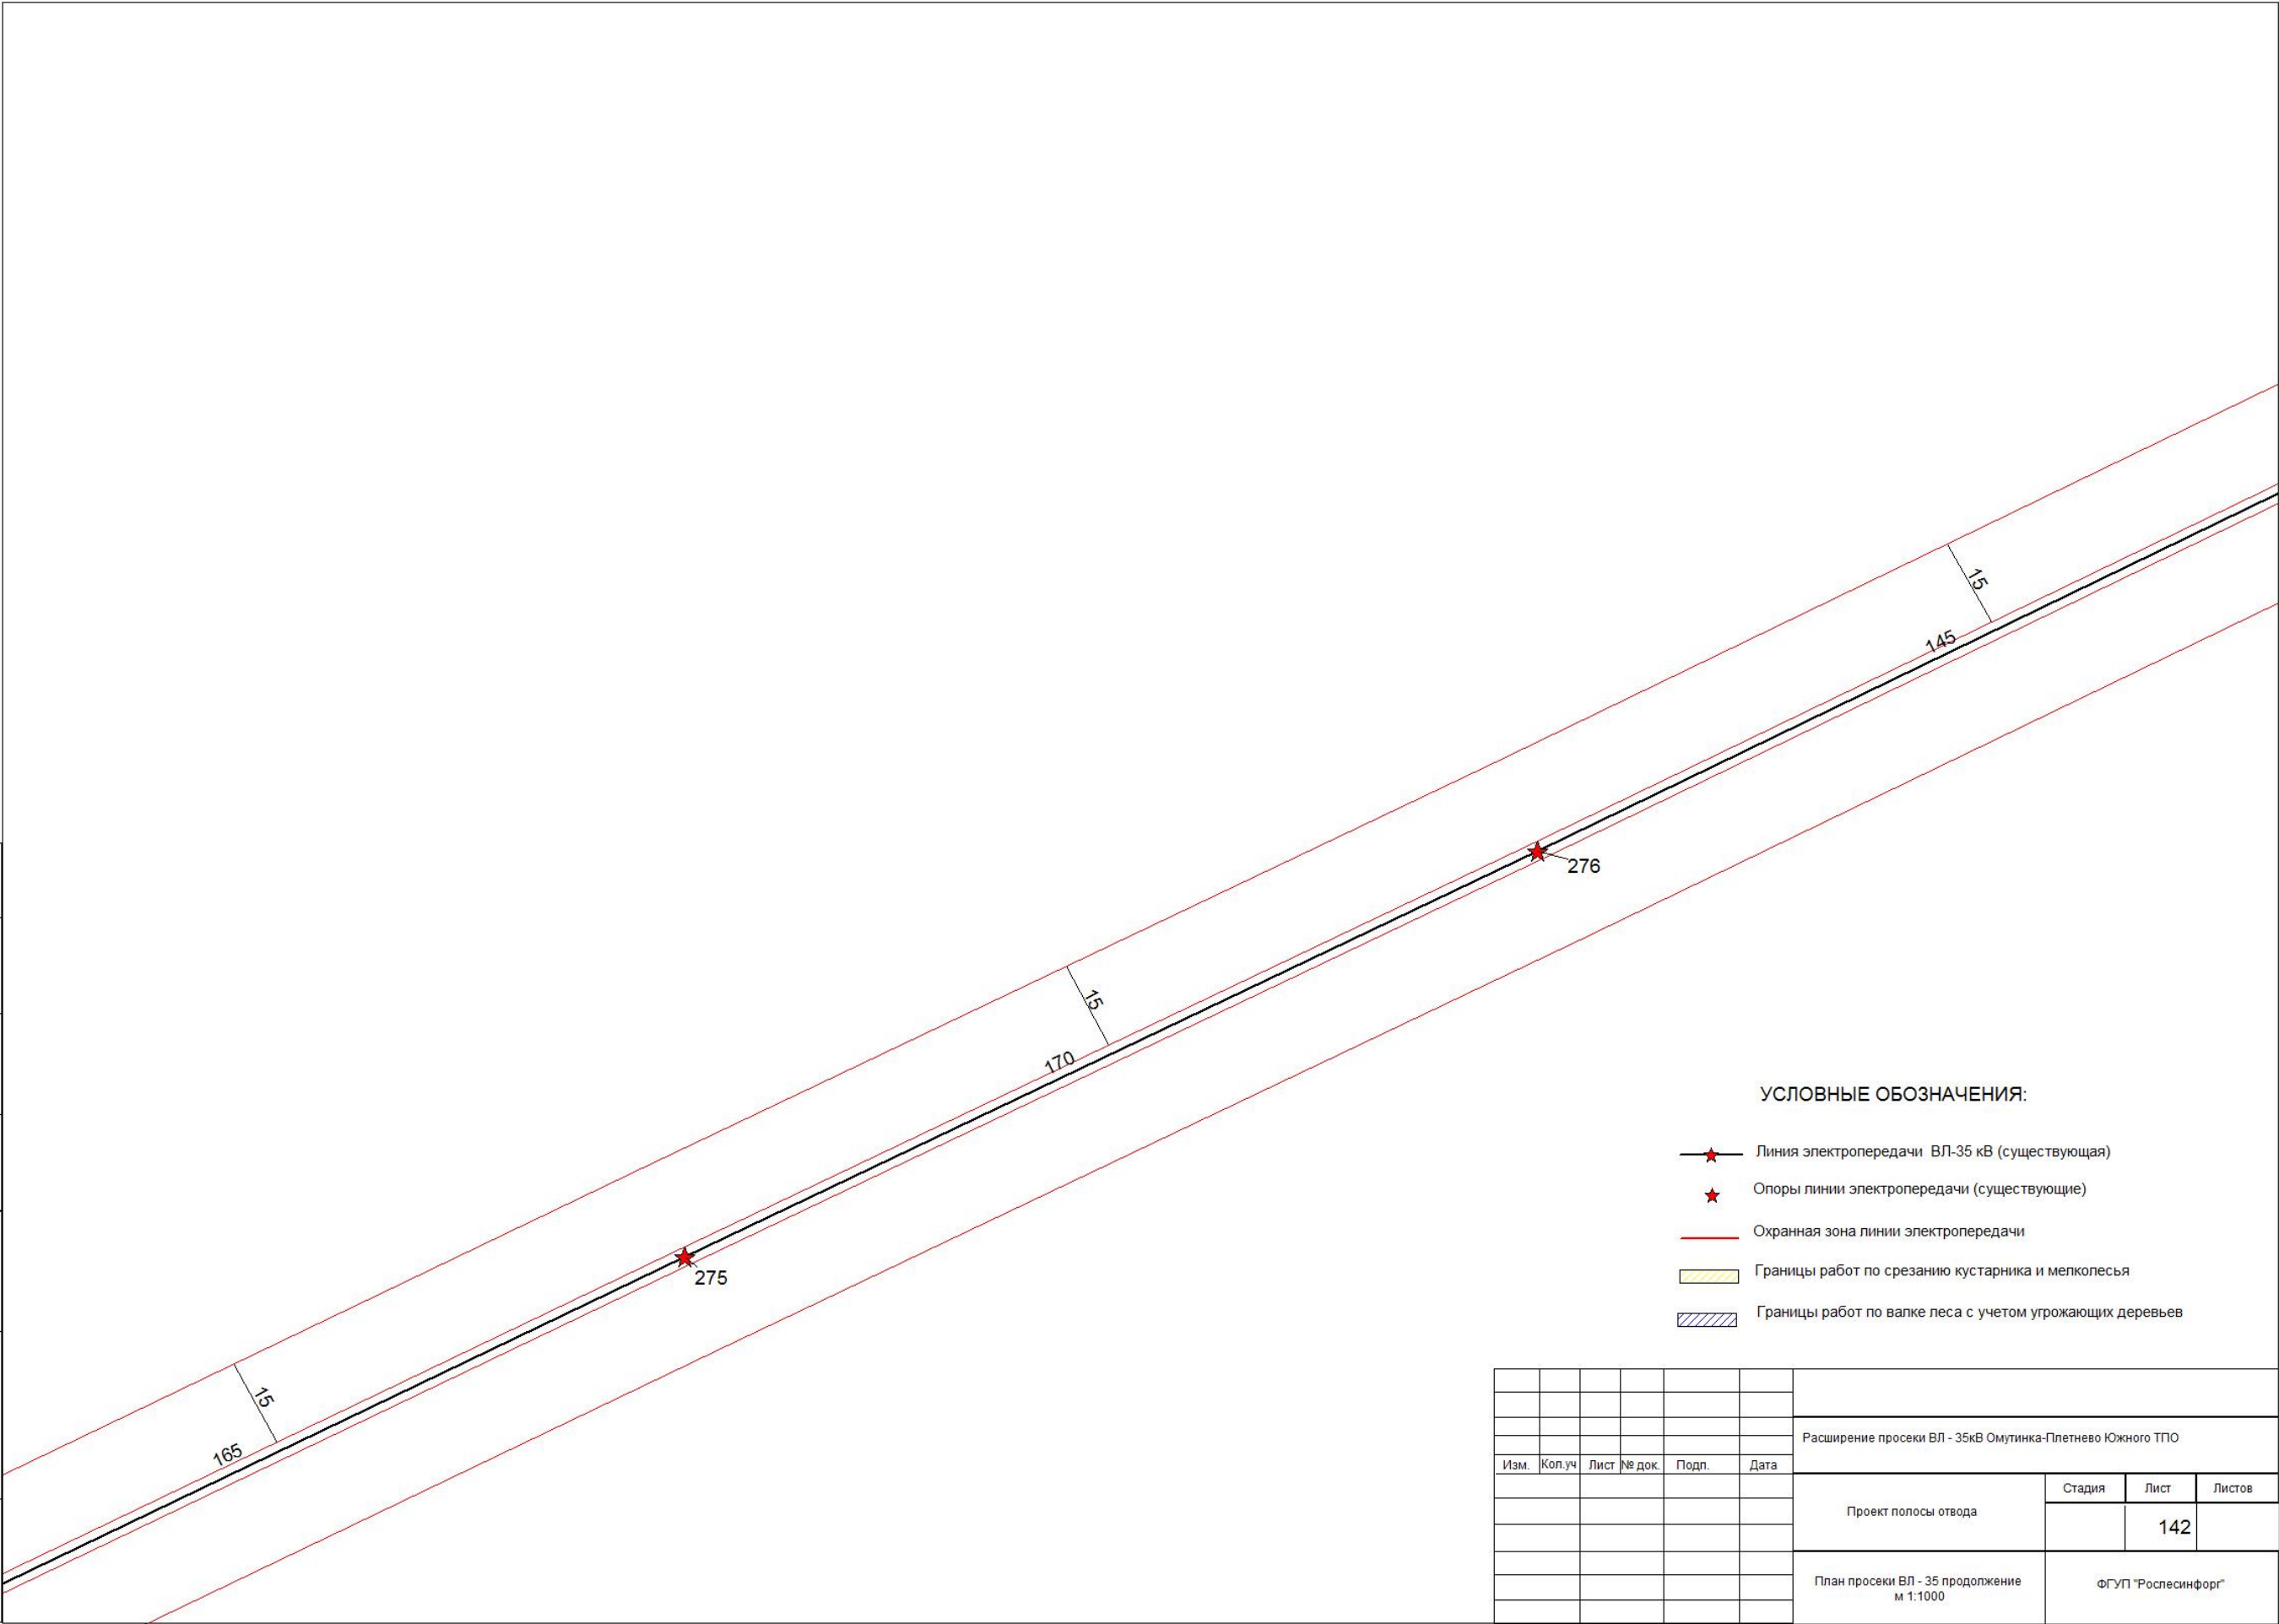 15
145
276
15
170
275
15
165
УСЛОВНЫЕ ОБОЗНАЧЕНИЯ:
Линия электропередачи ВЛ-35 кВ (существующая)
Опоры линии электропередачи (существующие)
Охранная зона линии электропередачи
Границы работ по срезанию кустарника и мелколесья
Границы работ по валке леса с учетом угрожающих деревьев
Расширение просеки ВЛ - 35кВ Омутинка-Плетнево Южного ТПО
Изм. Кол.уч Лист № док. Подп. Дата
Стадия Лист Листов
Проект полосы отвода
142
План просеки ВЛ - 35 продолжение
м 1:1000
ФГУП "Рослесинфорг"